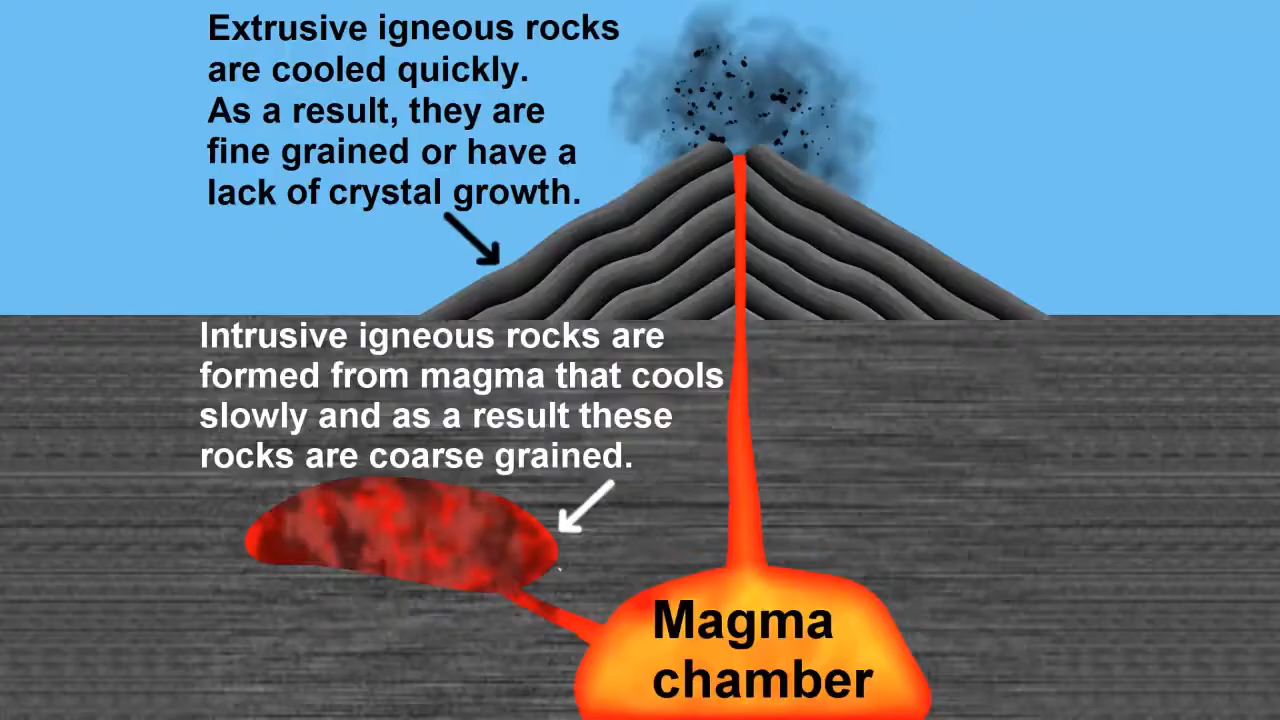 Extrusive igneous rocks
are cooled quickly.
As a result, they are
fine grained or have a
lack of crystal growth.
Intrusive igneous rocks are
formed from magma that cools
slowly and as a result these
rocks are coarse grained.
Magma
chamber